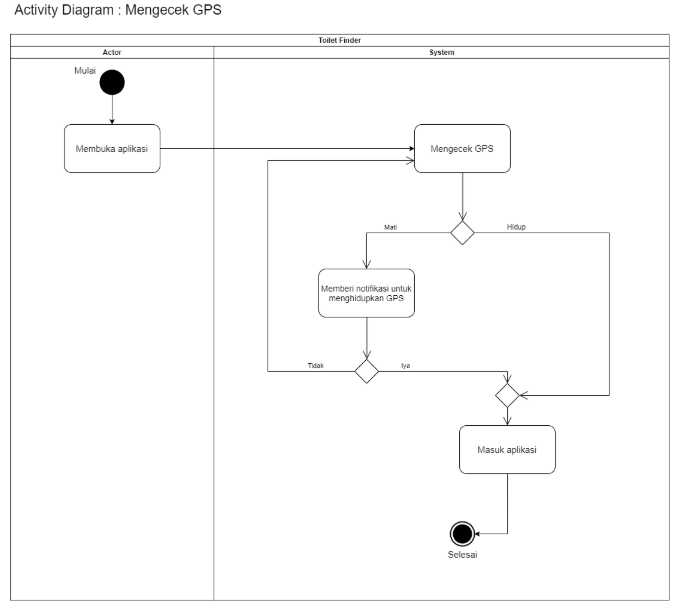 Activity Diagram : Mengecek GPS
Toilet Finder
Actor
System
Mulai
Membuka aplikasi
Mengecek GPS
Mati
Hidup
Memberi notifikasi untuk
menghidupkan GPS
Tidak
Iya
Masuk aplikasi
Selesai